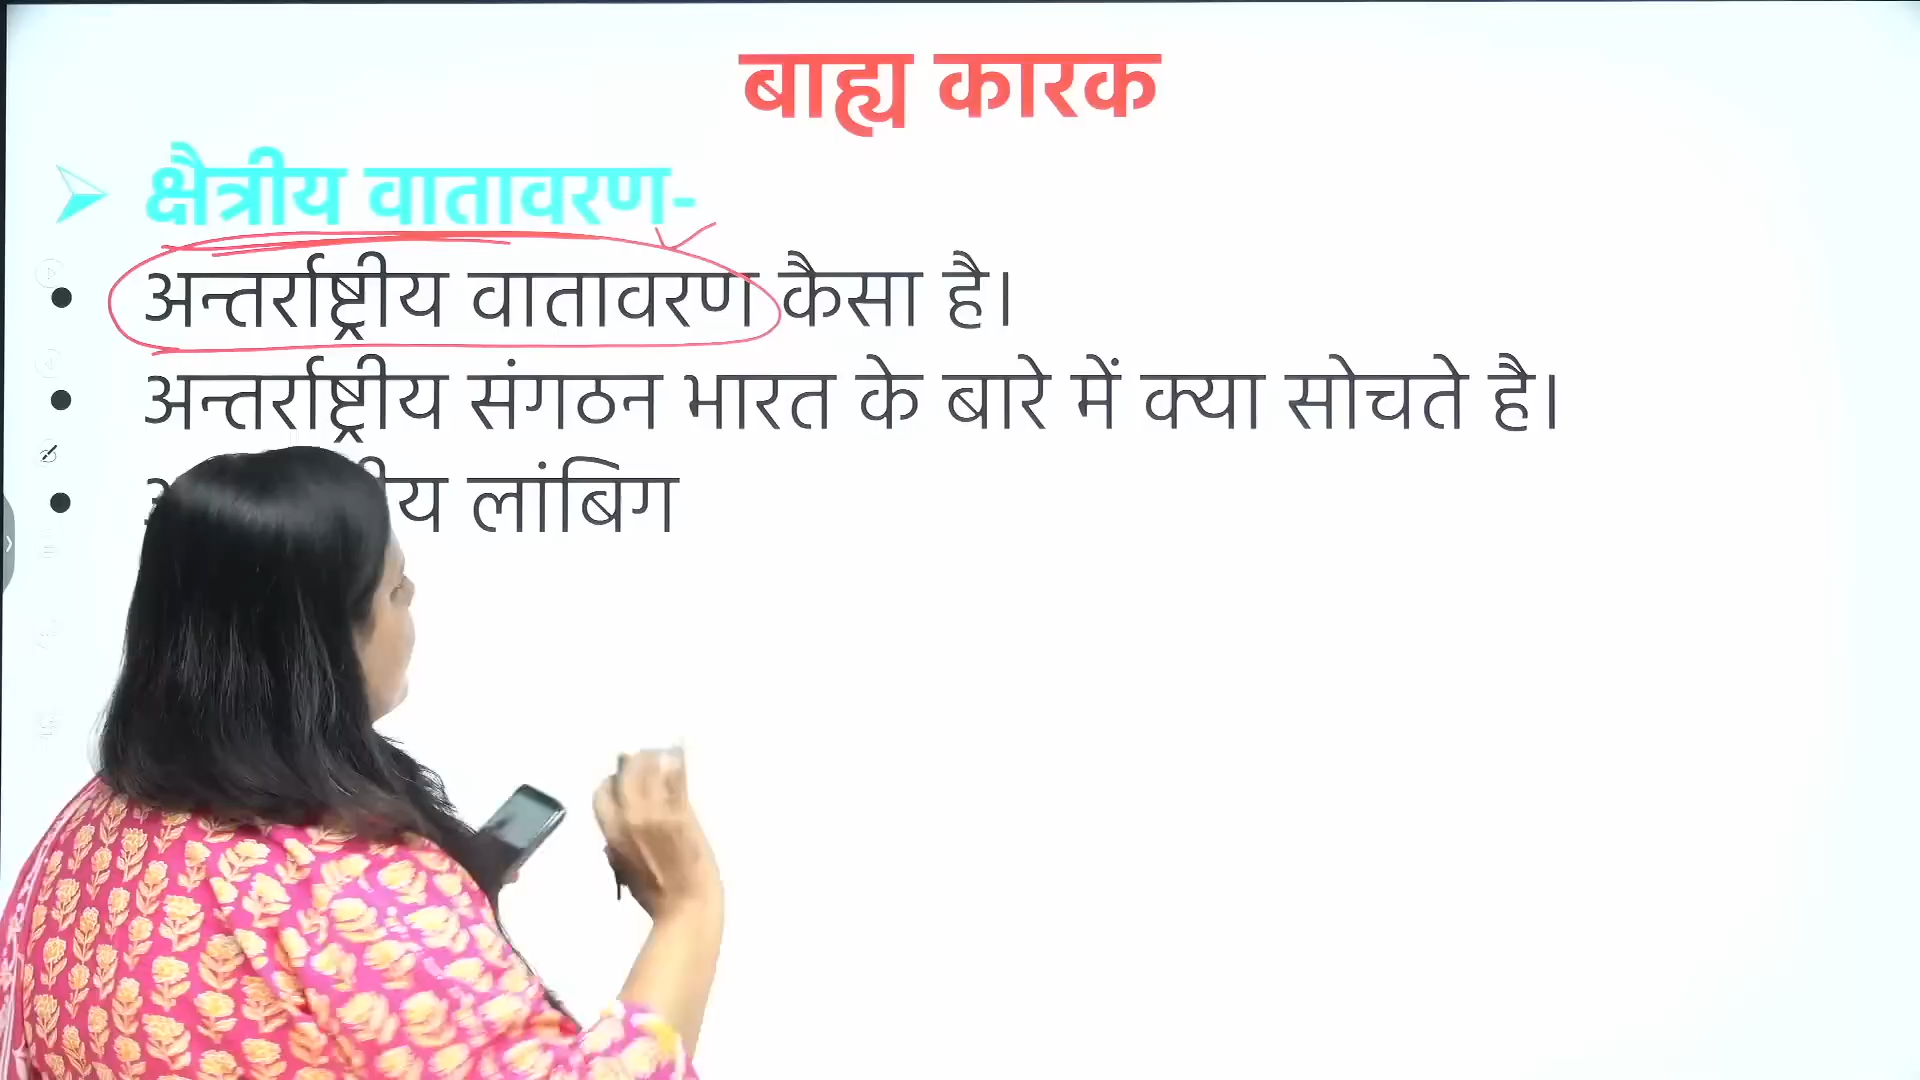 बाह्य कारक
क्षैत्रीय वातावरण-
अन्तर्राष्ट्रीय वातावरण कैसा है।
अन्तर्राष्ट्रीय संगठन भारत के बारे में क्या सोचते है।
लांबिग